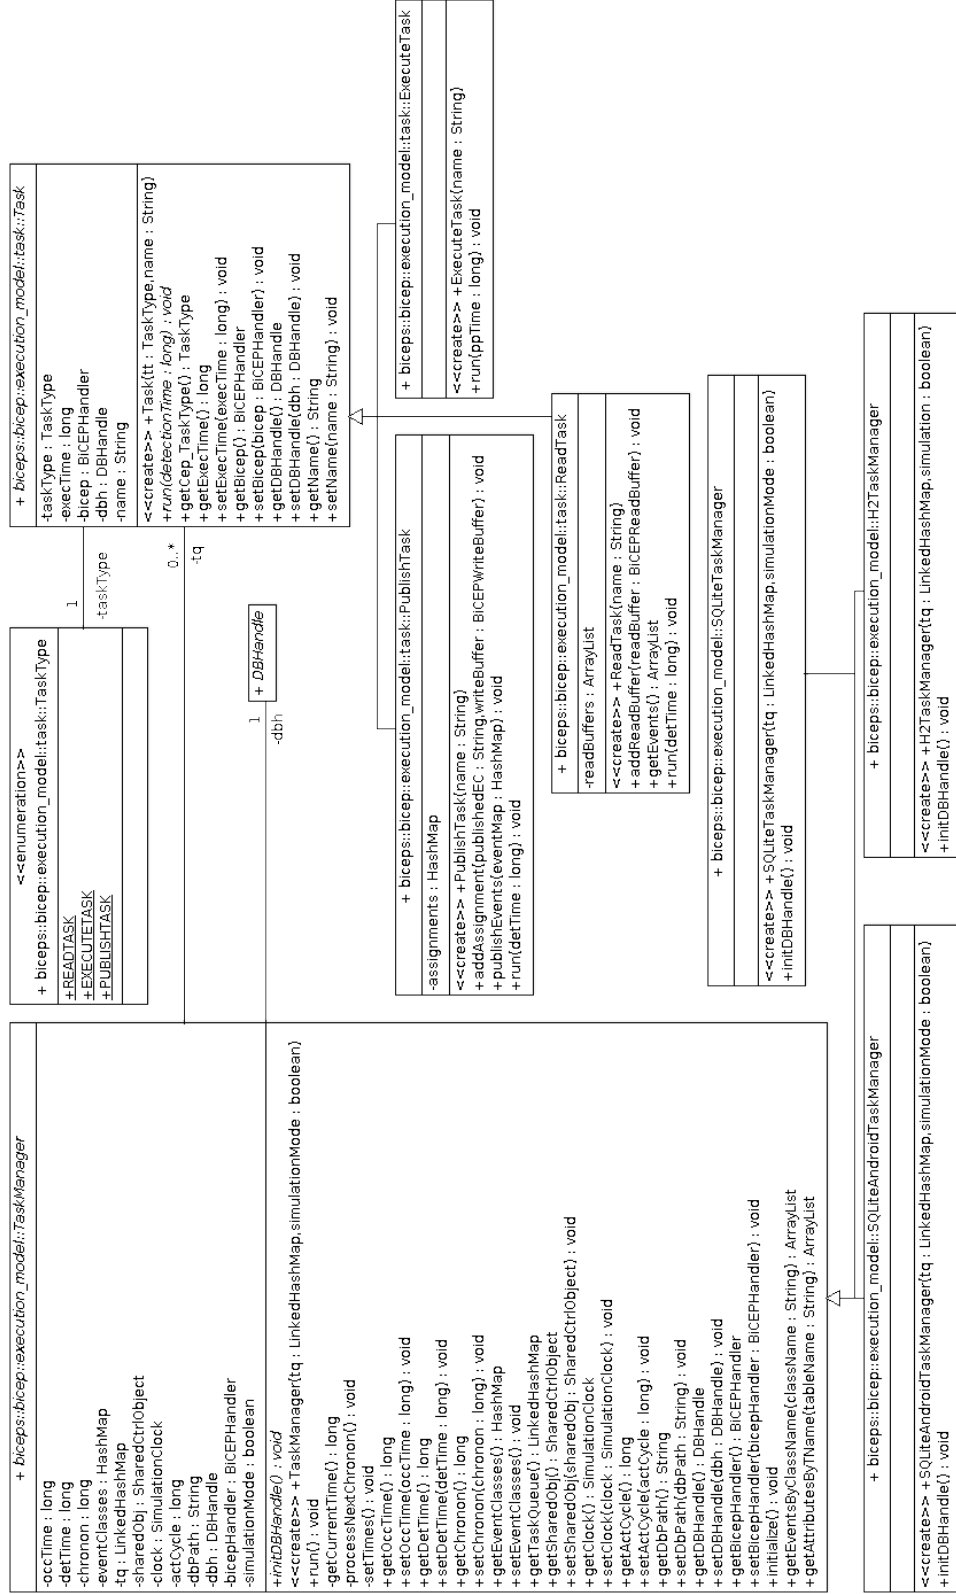 + biceps::bicep::execution_model::TaskManager
-occTime : long
-detTime : long
-chronon : long
-eventClasses : HashMap
-tq : LinkedHashMap
-sharedObj : SharedCtrlObject
-clock : SimulationClock
-actCycle : long
-dbPath : String
-dbh : DBHandle
-bicepHandler : BiCEPHandler
-simulationMode : boolean
+initDBHandle() : void
<<create>> +TaskManager(tq : LinkedHashMap,simulationMode : boolean)
+run() : void
-getCurrentTime() : long
-processNextChronon() : void
-setTimes() : void
+getOccTime() : long
+setOccTime(occTime : long) : void
+getDetTime() : long
+setDetTime(detTime : long) : void
+getChronon() : long
+setChronon(chronon : long) : void
+getEventClasses() : HashMap
+setEventClasses() : void
+getTaskQueue() : LinkedHashMap
+getSharedObj() : SharedCtrlObject
+setSharedObj(sharedObj : SharedCtrlObject) : void
+getClock() : SimulationClock
+setClock(clock : SimulationClock) : void
+getActCycle() : long
+setActCycle(actCycle : long) : void
+getDbPath() : String
+setDbPath(dbPath : String) : void
+getDBHandle() : DBHandle
+setDBHandle(dbh : DBHandle) : void
+getBicepHandler() : BiCEPHandler
+setBicepHandler(bicepHandler : BiCEPHandler) : void
+initialize() : void
+getEventsByClassName(className : String) : ArrayList
+getAttributesByTName(tableName : String) : ArrayList
<<enumeration>>
+ biceps::bicep::execution_model::task::TaskType
+READTASK
+EXECUTETASK
+PUBLISHTASK
1
-taskType
+ biceps::bicep::execution_model::task::Task
-taskType : TaskType
-execTime : long
-bicep : BiCEPHandler
-dbh : DBHandle
-name : String
<<create>> +Task(tt : TaskType,name : String)
+run(detectionTime : long) : void
+getCep_TaskType() : TaskType
+getExecTime() : long
+setExecTime(execTime : long) : void
+getBicep() : BiCEPHandler
+setBicep(bicep : BiCEPHandler) : void
+getDBHandle() : DBHandle
+setDBHandle(dbh : DBHandle) : void
+getName() : String
+setName(name : String) : void
0..*
-tq
1
-dbh
+ DBHandle
+ biceps::bicep::execution_model::task::PublishTask
-assignments : HashMap
<<create>> +PublishTask(name : String)
+addAssignment(publishedEC : String,writeBuffer : BiCEPWriteBuffer) : void
+publishEvents(eventMap : HashMap) : void
+run(detTime : long) : void
+ biceps::bicep::execution_model::task::ExecuteTask
<<create>> +ExecuteTask(name : String)
+run(ppTime : long) : void
+ biceps::bicep::execution_model::task::ReadTask
-readBuffers : ArrayList
<<create>> +ReadTask(name : String)
+addReadBuffer(readBuffer : BiCEPReadBuffer) : void
+getEvents() : ArrayList
+run(detTime : long) : void
+ biceps::bicep::execution_model::SQLiteTaskManager
<<create>> +SQLiteTaskManager(tq : LinkedHashMap,simulationMode : boolean)
+initDBHandle() : void
+ biceps::bicep::execution_model::SQLiteAndroidTaskManager
<<create>> +SQLiteAndroidTaskManager(tq : LinkedHashMap,simulationMode : boolean)
+initDBHandle() : void
+ biceps::bicep::execution_model::H2TaskManager
<<create>> +H2TaskManager(tq : LinkedHashMap,simulation : boolean)
+initDBHandle() : void